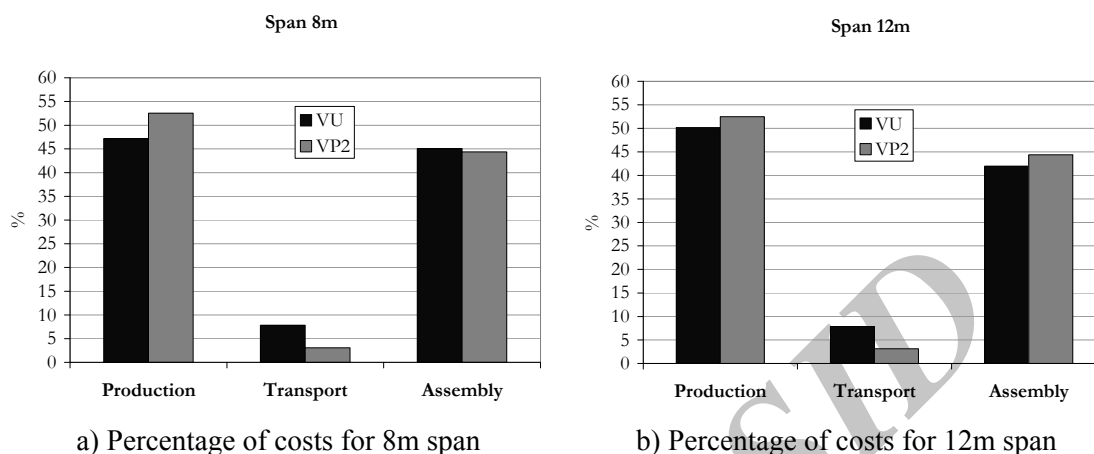 Span 8m
60
55
50
45
40
35
30
25
20
15
10
5
0
%
VU
VP2
Production Transport Assembly
a) Percentage of costs for 8m span
Span 12m
60
55
50
45
40
35
30
25
20
15
10
5
0
%
VU
VP2
Production Transport Assembly
b) Percentage of costs for 12m span
SID